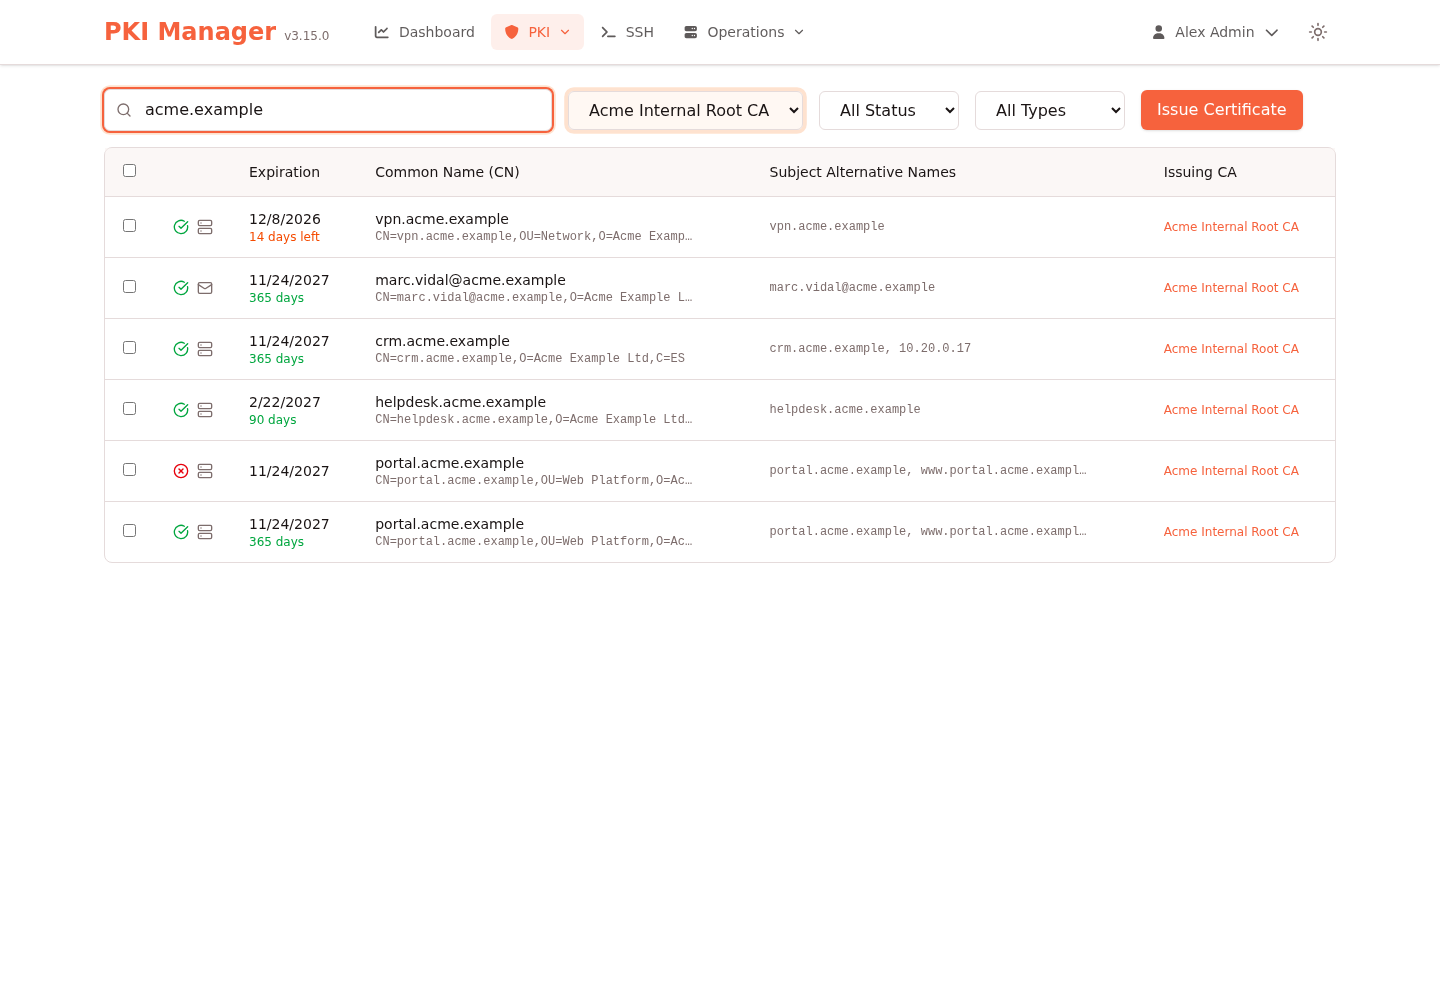 PKI Manager v3.15.0 Dashboard PKI SSH Operations Alex Admin
acme.example Acme Internal Root CA All Status All Types Issue Certificate
Expiration Common Name (CN) Subject Alternative Names Issuing CA
12/8/2026 vpn.acme.example
14 days left CN=vpn.acme.example,OU=Network,O=Acme Examp… vpn.acme.example Acme Internal Root CA
11/24/2027 marc.vidal@acme.example
365 days CN=marc.vidal@acme.example,O=Acme Example L… marc.vidal@acme.example Acme Internal Root CA
11/24/2027 crm.acme.example
365 days CN=crm.acme.example,O=Acme Example Ltd,C=ES crm.acme.example, 10.20.0.17 Acme Internal Root CA
2/22/2027 helpdesk.acme.example
90 days CN=helpdesk.acme.example,O=Acme Example Ltd… helpdesk.acme.example Acme Internal Root CA
11/24/2027 portal.acme.example
CN=portal.acme.example,OU=Web Platform,O=Ac… portal.acme.example, www.portal.acme.exampl… Acme Internal Root CA
11/24/2027 portal.acme.example
365 days CN=portal.acme.example,OU=Web Platform,O=Ac… portal.acme.example, www.portal.acme.exampl… Acme Internal Root CA